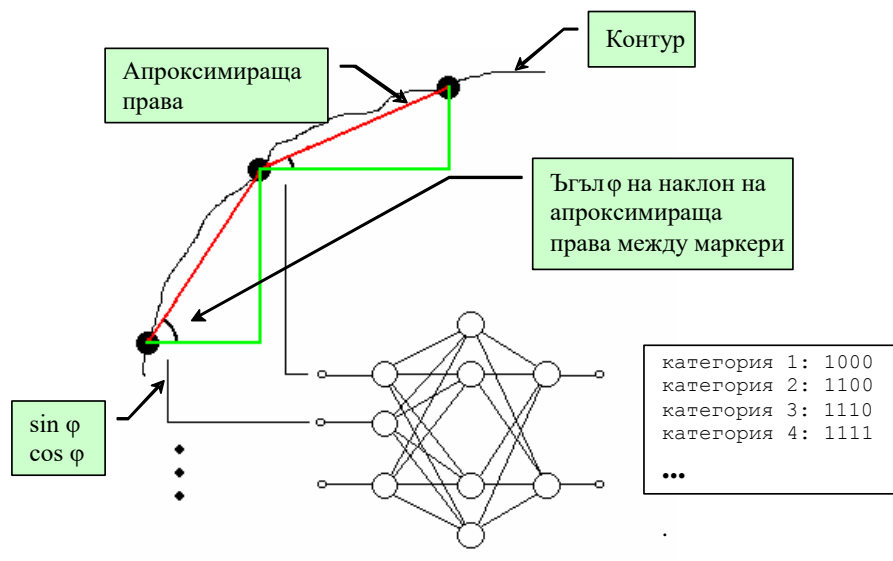 Контур
Апроксимираща
права
Ъгъл φ на наклон на
апроксимираща
права между маркери
sin φ
cos φ
категория 1: 1000
категория 2: 1100
категория 3: 1110
категория 4: 1111
...
.